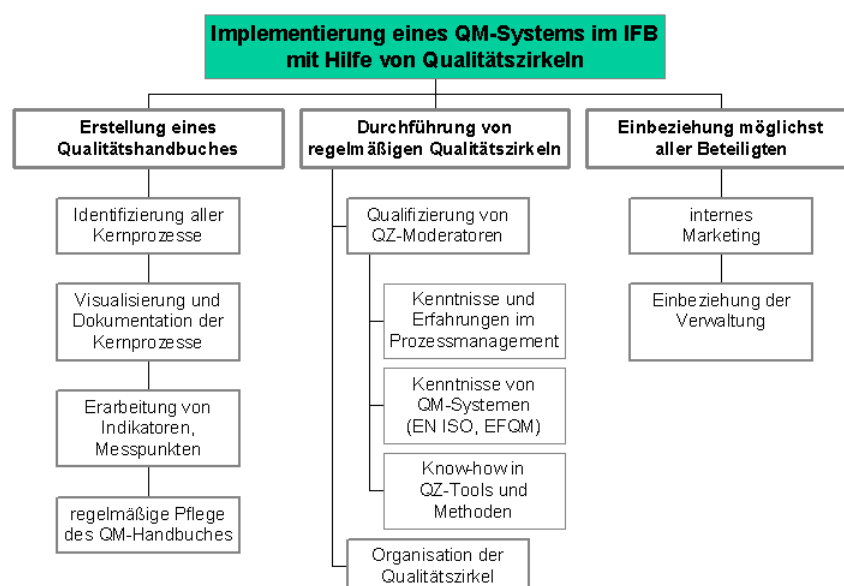 Implementierung eines QM-Systems im IFB
mit Hilfe von Qualitätszirkeln
Erstellung eines
Qualitätshandbuches
Identifizierung aller
Kernprozesse
Visualisierung und
Dokumentation der
Kernprozesse
Erarbeitung von
Indikatoren,
Messpunkten
regelmäßige Pflege
des QM-Handbuches
Durchführung von
regelmäßigen Qualitätszirkeln
Qualifizierung von
QZ-Moderatoren
Kenntnisse und
Erfahrungen im
Prozessmanagement
Kenntnisse von
QM-Systemen
(EN ISO, EFQM)
Know-how in
QZ-Tools und
Methoden
Organisation der
Qualitätszirkel
Einbeziehung möglichst
aller Beteiligten
internes
Marketing
Einbeziehung der
Verwaltung